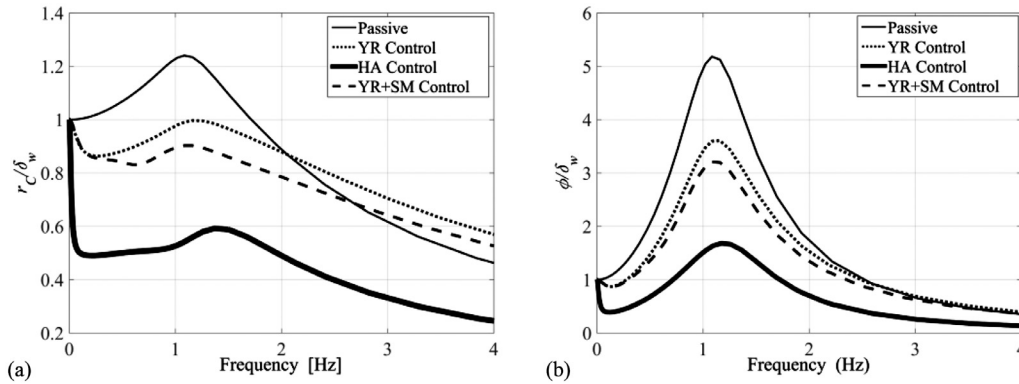 (a)
r_C/δ_w
1.4
1.2
1
0.8
0.6
0.4
0.2
0 1 2 3 4
Frequency [Hz]
Passive
YR Control
HA Control
YR+SM Control
(b)
ϕ/δ_w
6
5
4
3
2
1
0
0 1 2 3 4
Frequency (Hz)
Passive
YR Control
HA Control
YR+SM Control